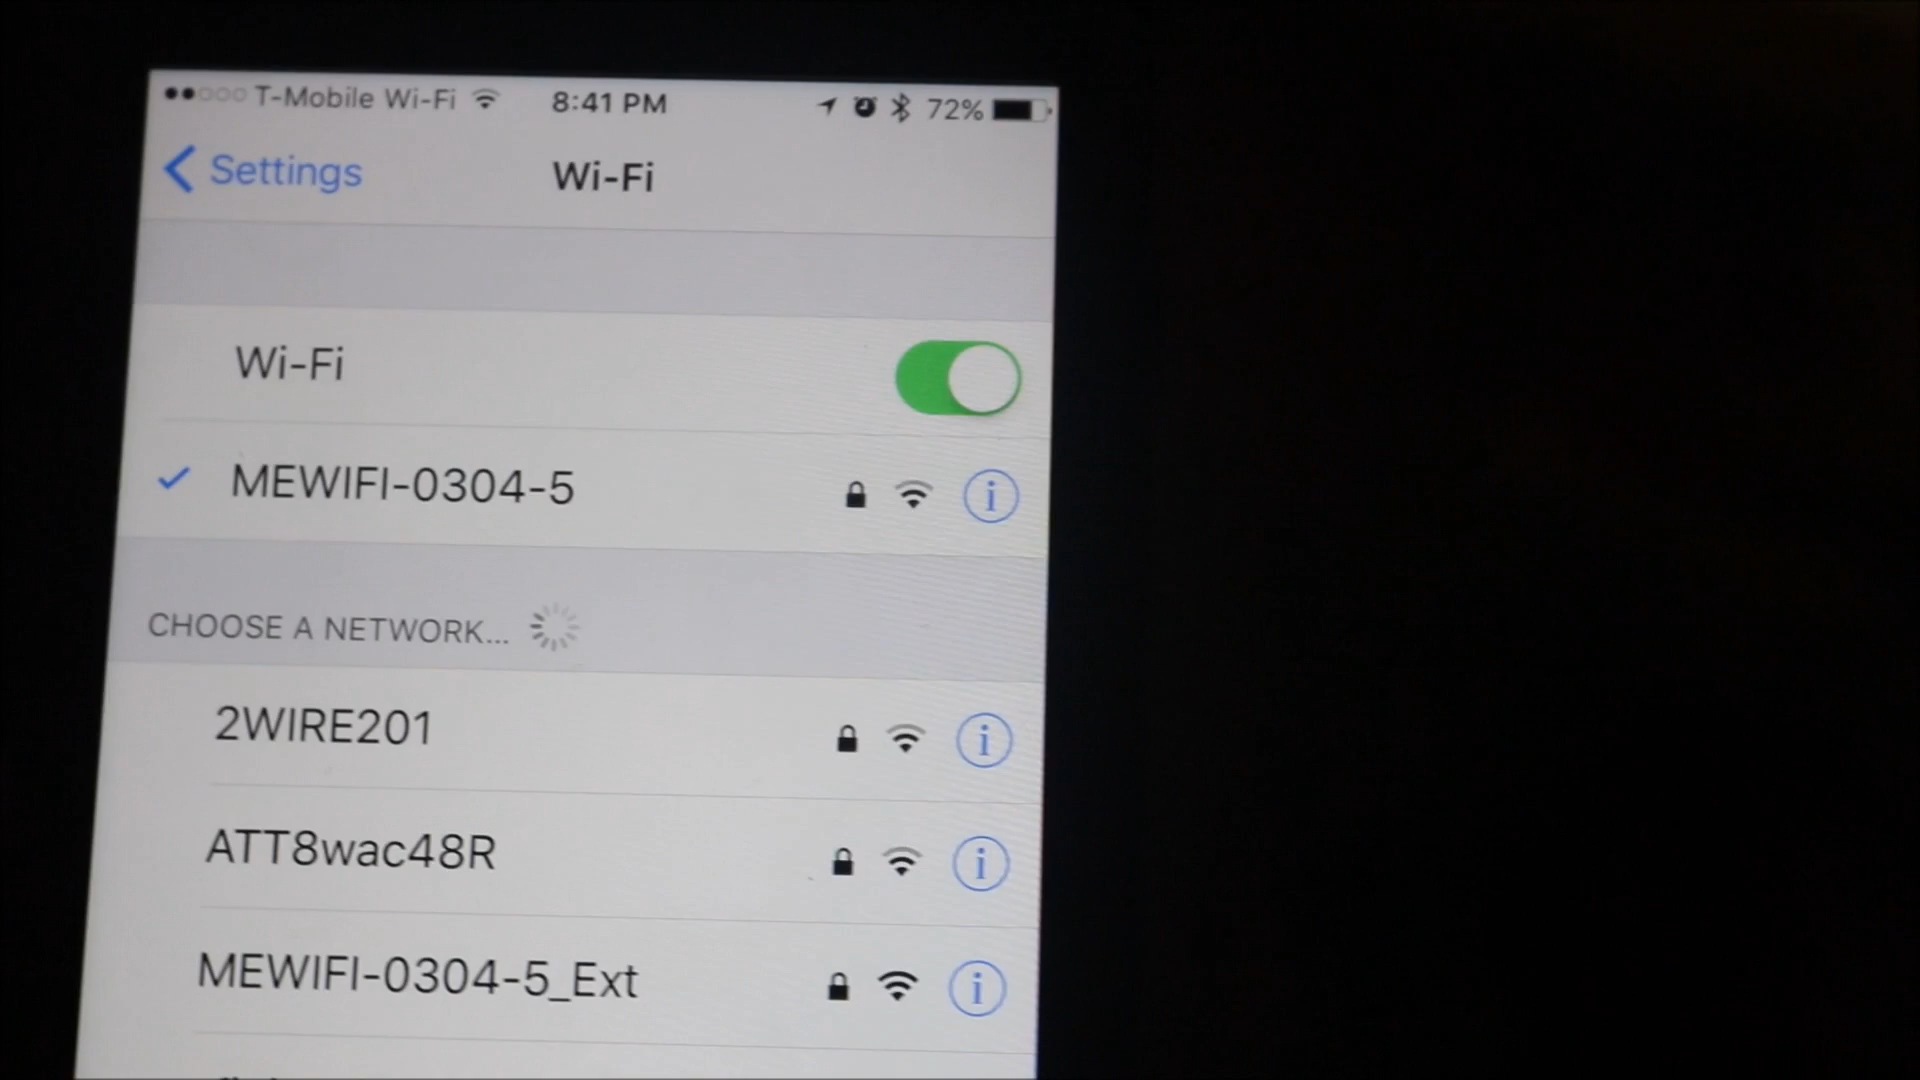 T-Mobile Wi-Fi 8:41 PM 72%
Settings Wi-Fi
Wi-Fi
MEWIFI-0304-5
CHOOSE A NETWORK...
2WIRE201
ATT8wac48R
MEWIFI-0304-5_Ext